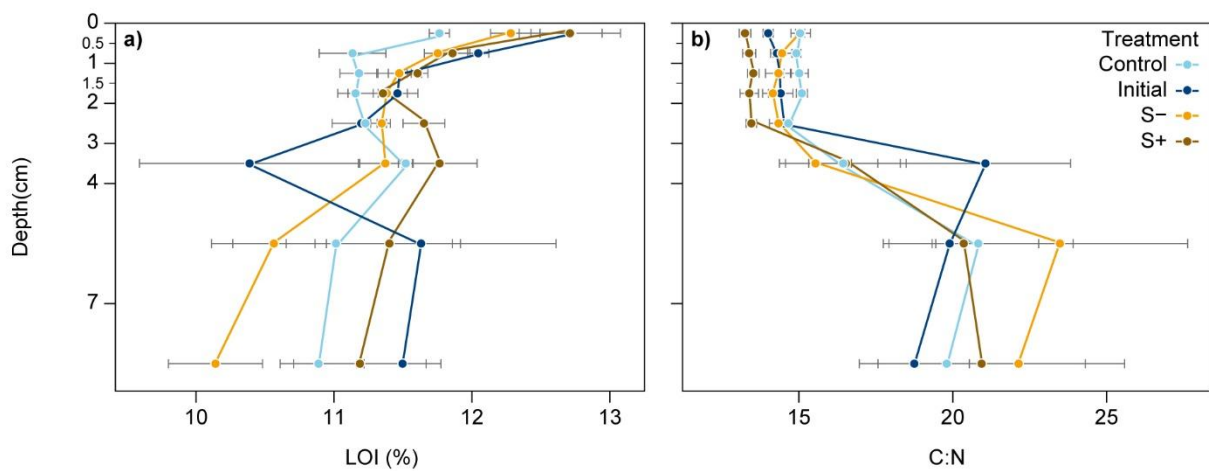 0
0.5
1
1.5
2
3
4
7
Depth(cm)
a)
10 11 12 13
LOI (%)
b)
Treatment
Control
Initial
S−
S+
15 20 25
C:N